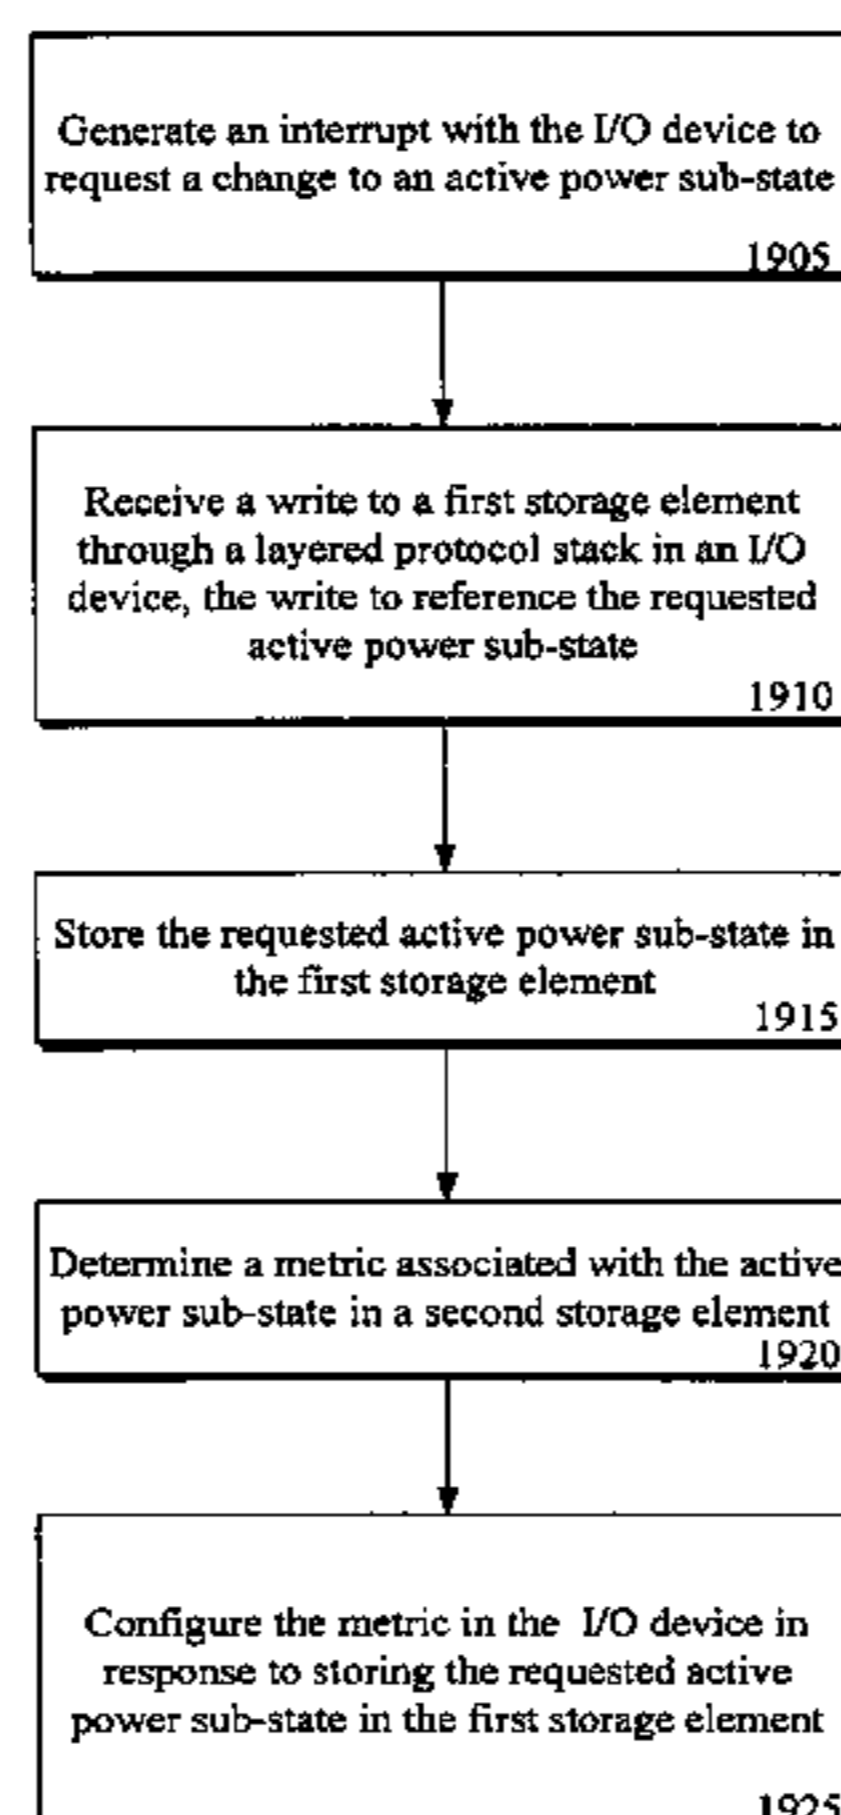 Generate an interrupt with the I/O device to
request a change to an active power sub-state
1905
Receive a write to a first storage element
through a layered protocol stack in an I/O
device, the write to reference the requested
active power sub-state
1910
Store the requested active power sub-state in
the first storage element
1915
Determine a metric associated with the active
power sub-state in a second storage element
1920
Configure the metric in the I/O device in
response to storing the requested active
power sub-state in the first storage element
1925